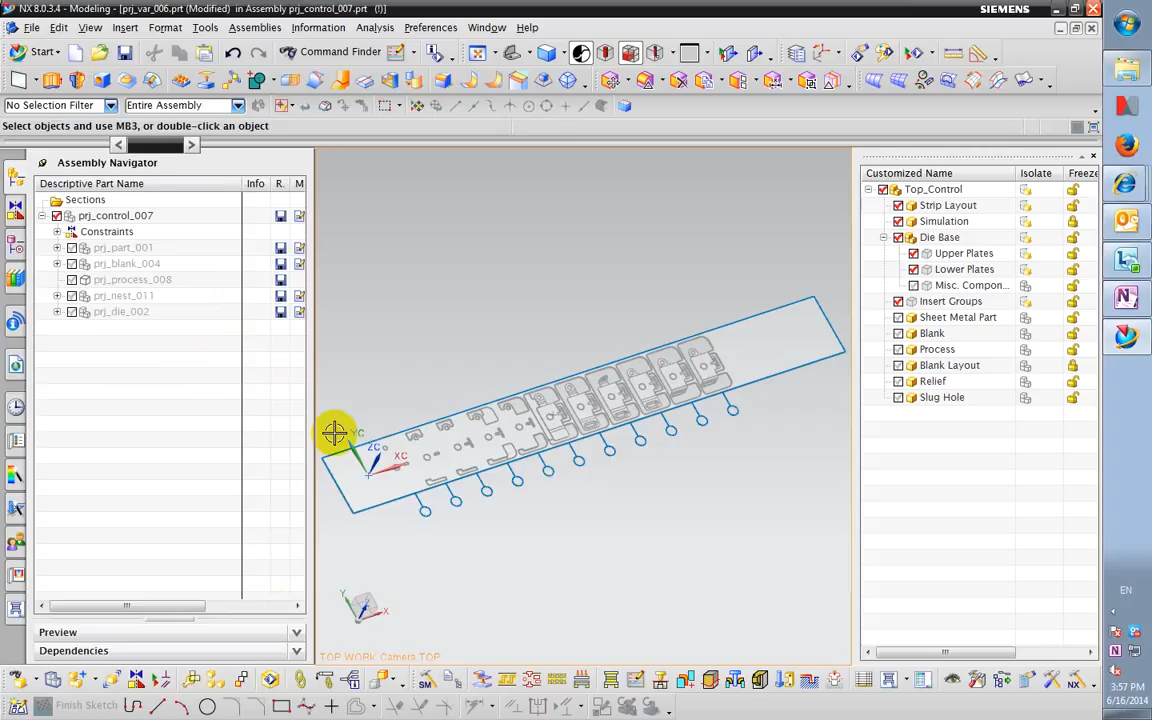 NX 8.0.3.4 - Modeling - [prj_var_006.prt (Modified)  in Assembly prj_control_007.prt  (!)]
SIEMENS
File Edit View Insert Format Tools Assemblies Information Analysis Preferences Window Help
Start
Command Finder
No Selection Filter
Entire Assembly
Select objects and use MB3, or double-click an object
Assembly Navigator
Descriptive Part Name Info R. M
Sections
prj_control_007
Constraints
prj_part_001
prj_blank_004
prj_process_008
prj_nest_011
prj_die_002
Preview
Dependencies
YC
ZC
XC
Y
X
TOP WORK Camera TOP
Customized Name Isolate Freeze
Top_Control
Strip Layout
Simulation
Die Base
Upper Plates
Lower Plates
Misc. Compon...
Insert Groups
Sheet Metal Part
Blank
Process
Blank Layout
Relief
Slug Hole
Finish Sketch
EN
3:57 PM
6/16/2014